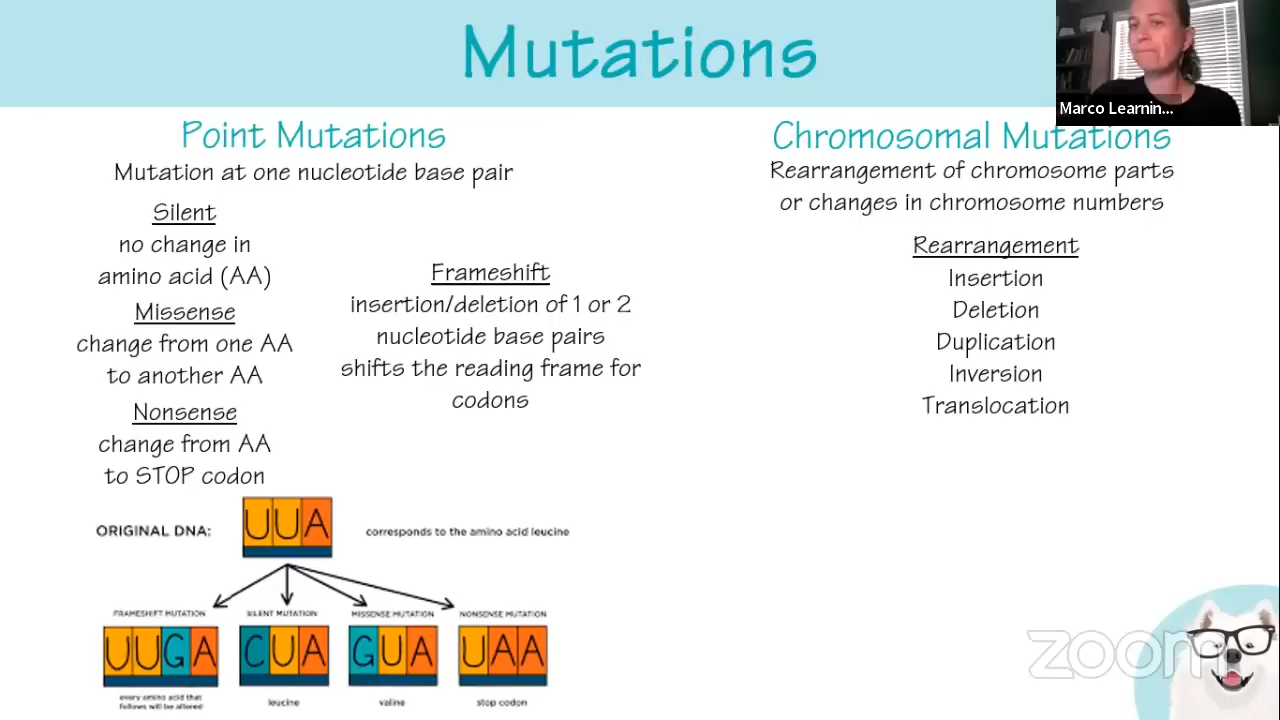 Mutations
Marco Learnin...
Point Mutations
Mutation at one nucleotide base pair
Silent
no change in
amino acid (AA)
Missense
change from one AA
to another AA
Nonsense
change from AA
to STOP codon
Frameshift
insertion/deletion of 1 or 2
nucleotide base pairs
shifts the reading frame for
codons
Chromosomal Mutations
Rearrangement of chromosome parts
or changes in chromosome numbers
Rearrangement
Insertion
Deletion
Duplication
Inversion
Translocation
ORIGINAL DNA: UUA corresponds to the amino acid leucine
FRAMESHIFT MUTATION
UUGA
every amino acid that
follows will be altered
SILENT MUTATION
CUA
leucine
MISSENSE MUTATION
GUA
valine
NONSENSE MUTATION
UAA
stop codon
zoom